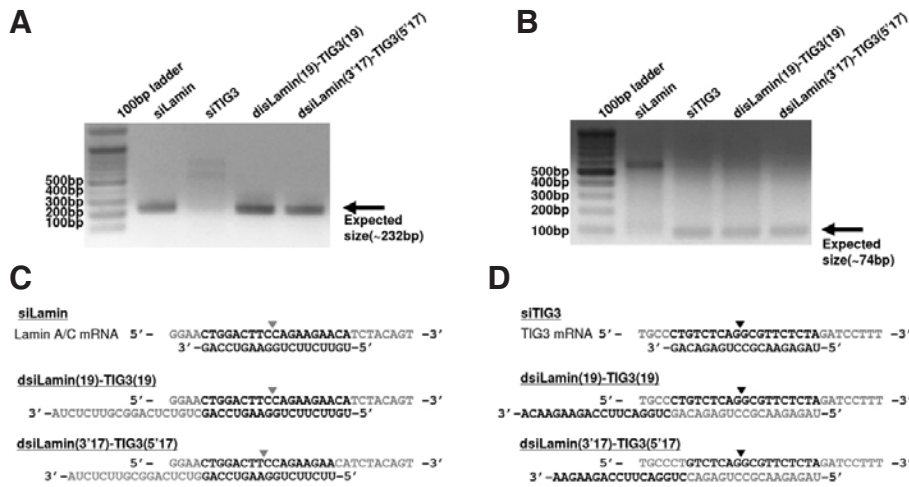 A
100bp ladder
siLamin
siTIG3
disLamin(19)-TIG3(19)
dsiLamin(3'17)-TIG3(5'17)
500bp
400bp
300bp
200bp
100bp
Expected
size(~232bp)
B
100bp ladder
siLamin
siTIG3
disLamin(19)-TIG3(19)
dsiLamin(3'17)-TIG3(5'17)
500bp
400bp
300bp
200bp
100bp
Expected
size(~74bp)
C
siLamin
Lamin A/C mRNA 5'- GGAACTGGACTTCCAGAAGAACATCTACAGT -3'
3'-GACCUGAAGGUCUUCUUGU-5'
dsiLamin(19)-TIG3(19)
5'- GGAACTGGACTTCCAGAAGAACATCTACAGT -3'
3'-AUCUCUUGCGGACUCUGUCGACCUGAAGGUCUUCUUGU-5'
dsiLamin(3'17)-TIG3(5'17)
5'- GGAACTGGACTTCCAGAAGAACATCTACAGT -3'
3'-AUCUCUUGCGGACUCUGGACCUGAAGGUCUUCUU-5'
D
siTIG3
TIG3 mRNA 5'- TGCCCTGTCTCAGGCGTTCTCTAGATCCTTT -3'
3'-GACAGAGUCCGCAAGAGAU-5'
dsiLamin(19)-TIG3(19)
5'- TGCCCTGTCTCAGGCGTTCTCTAGATCCTTT -3'
3'-ACAAGAAGACCUUCAGGUCGACAGAGUCCGCAAGAGAU-5'
dsiLamin(3'17)-TIG3(5'17)
5'- TGCCCTGTCTCAGGCGTTCTCTAGATCCTTT -3'
3'-AAGAAGACCUUCAGGUCCAGAGUCCGCAAGAGAU-5'